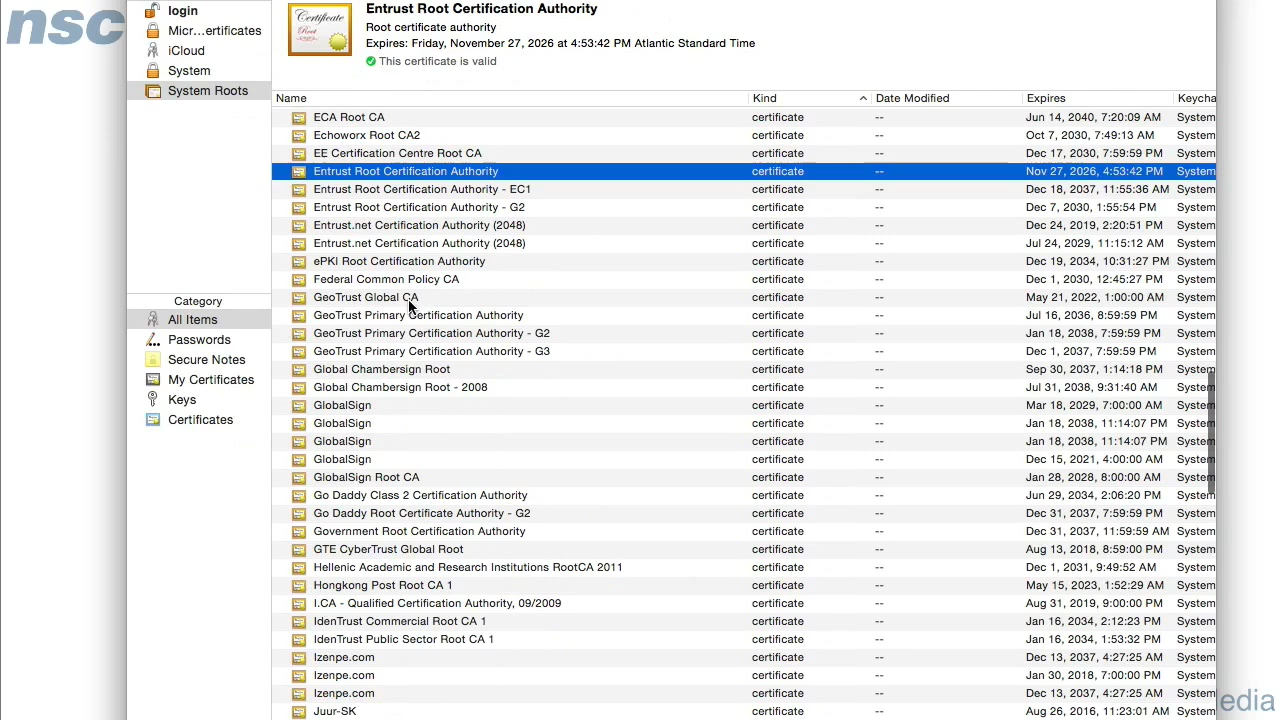 nsc
login
Micr...ertificates
iCloud
System
System Roots
Category
All Items
Passwords
Secure Notes
My Certificates
Keys
Certificates
Certificate
Root
Entrust Root Certification Authority
Root certificate authority
Expires: Friday, November 27, 2026 at 4:53:42 PM Atlantic Standard Time
This certificate is valid
Name Kind Date Modified Expires Keycha
ECA Root CA certificate -- Jun 14, 2040, 7:20:09 AM System
Echoworx Root CA2 certificate -- Oct 7, 2030, 7:49:13 AM System
EE Certification Centre Root CA certificate -- Dec 17, 2030, 7:59:59 PM System
Entrust Root Certification Authority certificate -- Nov 27, 2026, 4:53:42 PM System
Entrust Root Certification Authority - EC1 certificate -- Dec 18, 2037, 11:55:36 AM System
Entrust Root Certification Authority - G2 certificate -- Dec 7, 2030, 1:55:54 PM System
Entrust.net Certification Authority (2048) certificate -- Dec 24, 2019, 2:20:51 PM System
Entrust.net Certification Authority (2048) certificate -- Jul 24, 2029, 11:15:12 AM System
ePKI Root Certification Authority certificate -- Dec 19, 2034, 10:31:27 PM System
Federal Common Policy CA certificate -- Dec 1, 2030, 12:45:27 PM System
GeoTrust Global CA certificate -- May 21, 2022, 1:00:00 AM System
GeoTrust Primary Certification Authority certificate -- Jul 16, 2036, 8:59:59 PM System
GeoTrust Primary Certification Authority - G2 certificate -- Jan 18, 2038, 7:59:59 PM System
GeoTrust Primary Certification Authority - G3 certificate -- Dec 1, 2037, 7:59:59 PM System
Global Chambersign Root certificate -- Sep 30, 2037, 1:14:18 PM System
Global Chambersign Root - 2008 certificate -- Jul 31, 2038, 9:31:40 AM System
GlobalSign certificate -- Mar 18, 2029, 7:00:00 AM System
GlobalSign certificate -- Jan 18, 2038, 11:14:07 PM System
GlobalSign certificate -- Jan 18, 2038, 11:14:07 PM System
GlobalSign certificate -- Dec 15, 2021, 4:00:00 AM System
GlobalSign Root CA certificate -- Jan 28, 2028, 8:00:00 AM System
Go Daddy Class 2 Certification Authority certificate -- Jun 29, 2034, 2:06:20 PM System
Go Daddy Root Certificate Authority - G2 certificate -- Dec 31, 2037, 7:59:59 PM System
Government Root Certification Authority certificate -- Dec 31, 2037, 11:59:59 AM System
GTE CyberTrust Global Root certificate -- Aug 13, 2018, 8:59:00 PM System
Hellenic Academic and Research Institutions RootCA 2011 certificate -- Dec 1, 2031, 9:49:52 AM System
Hongkong Post Root CA 1 certificate -- May 15, 2023, 1:52:29 AM System
I.CA - Qualified Certification Authority, 09/2009 certificate -- Aug 31, 2019, 9:00:00 PM System
IdenTrust Commercial Root CA 1 certificate -- Jan 16, 2034, 2:12:23 PM System
IdenTrust Public Sector Root CA 1 certificate -- Jan 16, 2034, 1:53:32 PM System
Izenpe.com certificate -- Dec 13, 2037, 4:27:25 AM System
Izenpe.com certificate -- Jan 30, 2018, 7:00:00 PM System
Izenpe.com certificate -- Dec 13, 2037, 4:27:25 AM System
Juur-SK certificate -- Aug 26, 2016, 11:23:01 AM System
edia